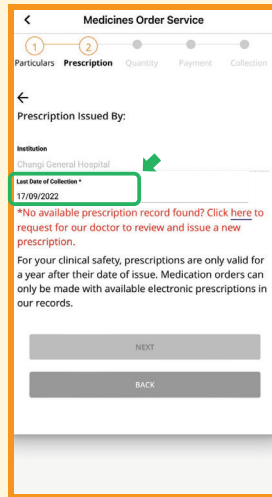 Medicines Order Service
1 2
Particulars Prescription Quantity Payment Collection
Prescription Issued By:
Institution
Changi General Hospital
Last Date of Collection *
17/09/2022
*No available prescription record found? Click here to
request for our doctor to review and issue a new
prescription.
For your clinical safety, prescriptions are only valid for
a year after their date of issue. Medication orders can
only be made with available electronic prescriptions in
our records.
NEXT
BACK